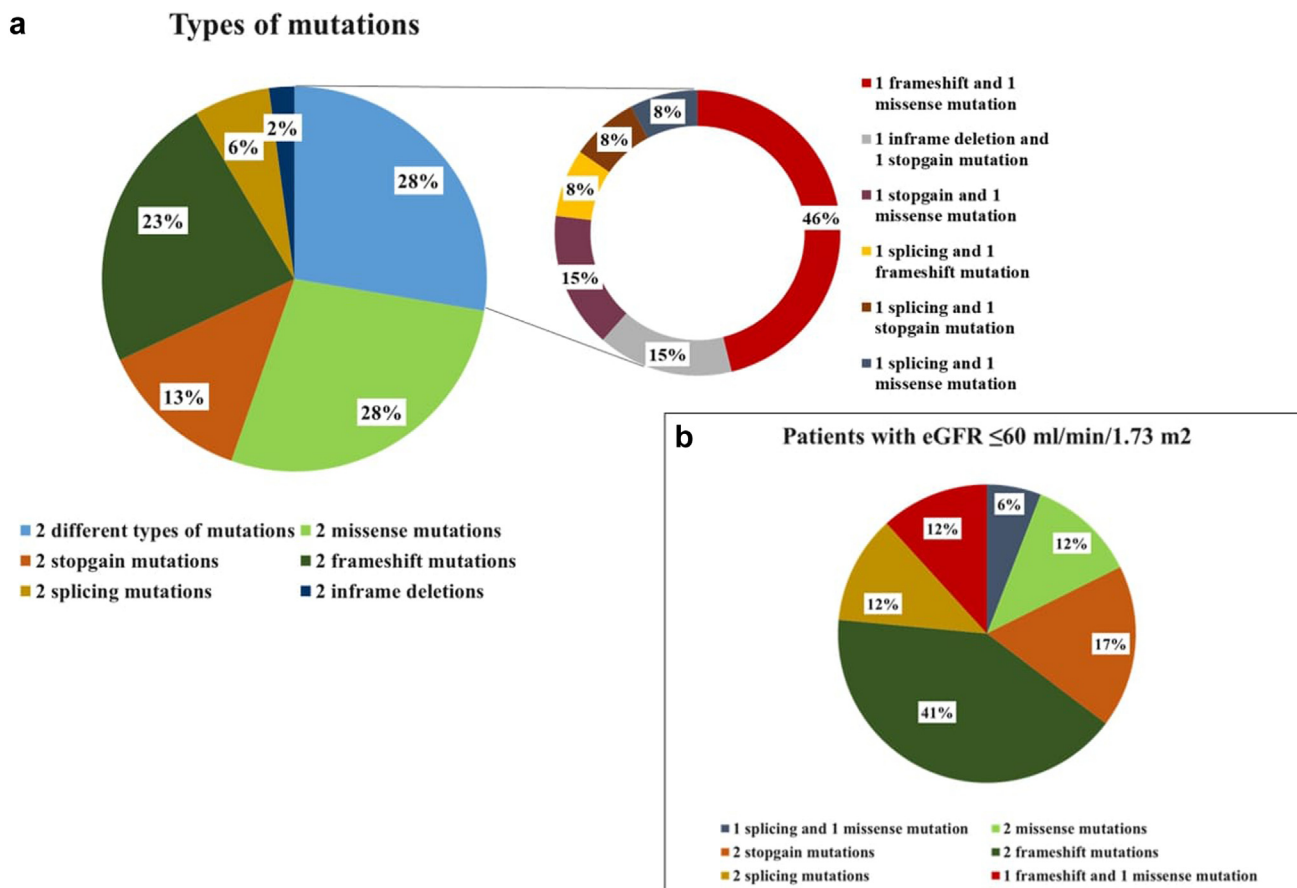 a
Types of mutations
2%
6%
28%
23%
13%
28%
8%
8%
8%
46%
15%
15%
1 frameshift and 1
missense mutation
1 inframe deletion and
1 stopgain mutation
1 stopgain and 1
missense mutation
1 splicing and 1
frameshift mutation
1 splicing and 1
stopgain mutation
1 splicing and 1
missense mutation
2 different types of mutations 2 missense mutations
2 stopgain mutations 2 frameshift mutations
2 splicing mutations 2 inframe deletions
b
Patients with eGFR ≤60 ml/min/1.73 m2
6%
12%
12%
12%
17%
41%
1 splicing and 1 missense mutation 2 missense mutations
2 stopgain mutations 2 frameshift mutations
2 splicing mutations 1 frameshift and 1 missense mutation